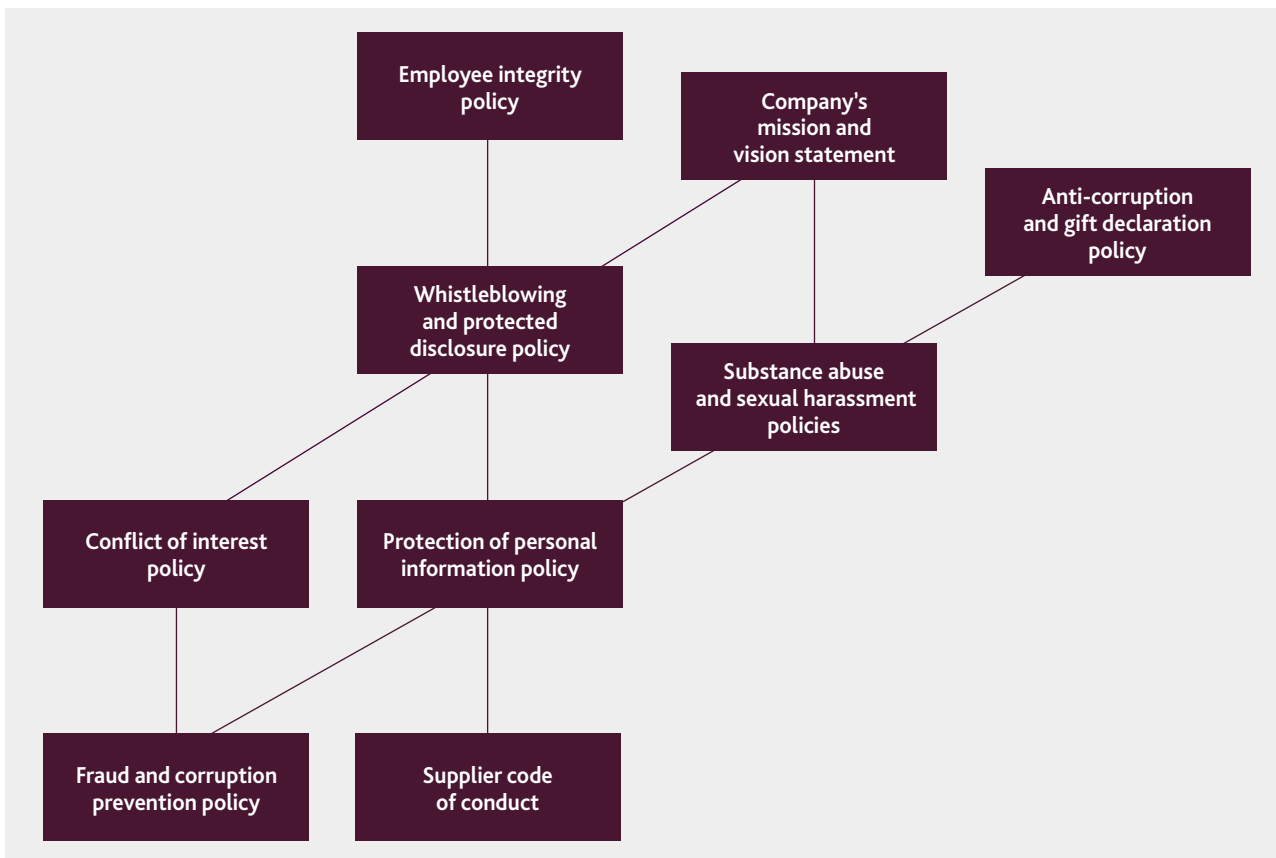 Employee integrity
policy
Company's
mission and
vision statement
Anti-corruption
and gift declaration
policy
Whistleblowing
and protected
disclosure policy
Substance abuse
and sexual harassment
policies
Conflict of interest
policy
Protection of personal
information policy
Fraud and corruption
prevention policy
Supplier code
of conduct